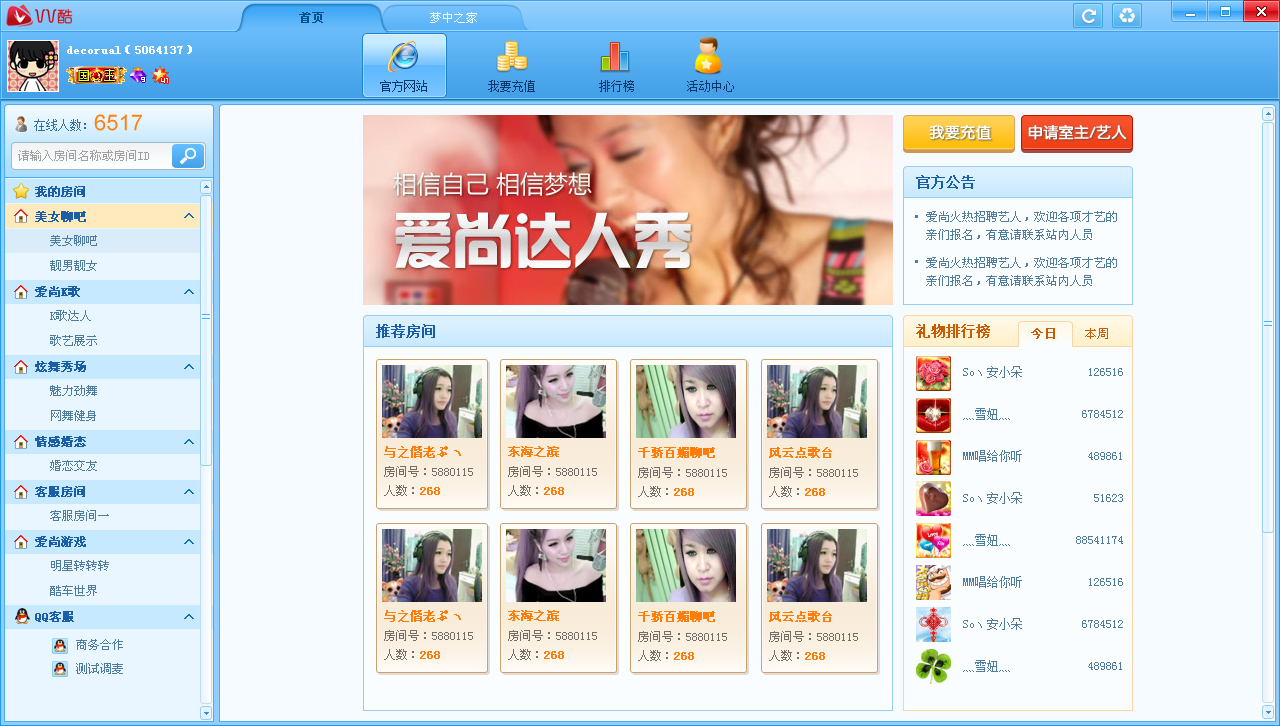 VV酷
首页
梦中之家
decorual(5064137)
国王
官方网站
我要充值
排行榜
活动中心
在线人数: 6517
请输入房间名称或房间ID
我的房间
美女聊吧
美女聊吧
靓男靓女
爱尚K歌
K歌达人
歌艺展示
炫舞秀场
魅力劲舞
网舞健身
情感婚恋
婚恋交友
客服房间
客服房间一
爱尚游戏
明星转转转
酷车世界
QQ客服
商务合作
测试调麦
相信自己 相信梦想
爱尚达人秀
我要充值
申请室主/艺人
官方公告
爱尚火热招聘艺人，欢迎各项才艺的
亲们报名，有意请联系站内人员
爱尚火热招聘艺人，欢迎各项才艺的
亲们报名，有意请联系站内人员
推荐房间
与之偕老ぷヽ
房间号：5880115
人数：268
东海之滨
房间号：5880115
人数：268
千骄百媚聊吧
房间号：5880115
人数：268
风云点歌台
房间号：5880115
人数：268
与之偕老ぷヽ
房间号：5880115
人数：268
东海之滨
房间号：5880115
人数：268
千骄百媚聊吧
房间号：5880115
人数：268
风云点歌台
房间号：5880115
人数：268
礼物排行榜
今日
本周
Soヽ安小朵 126516
灬雪妞灬 6784512
MM唱给你听 489861
Soヽ安小朵 51623
灬雪妞灬 88541174
MM唱给你听 126516
Soヽ安小朵 6784512
灬雪妞灬 489861